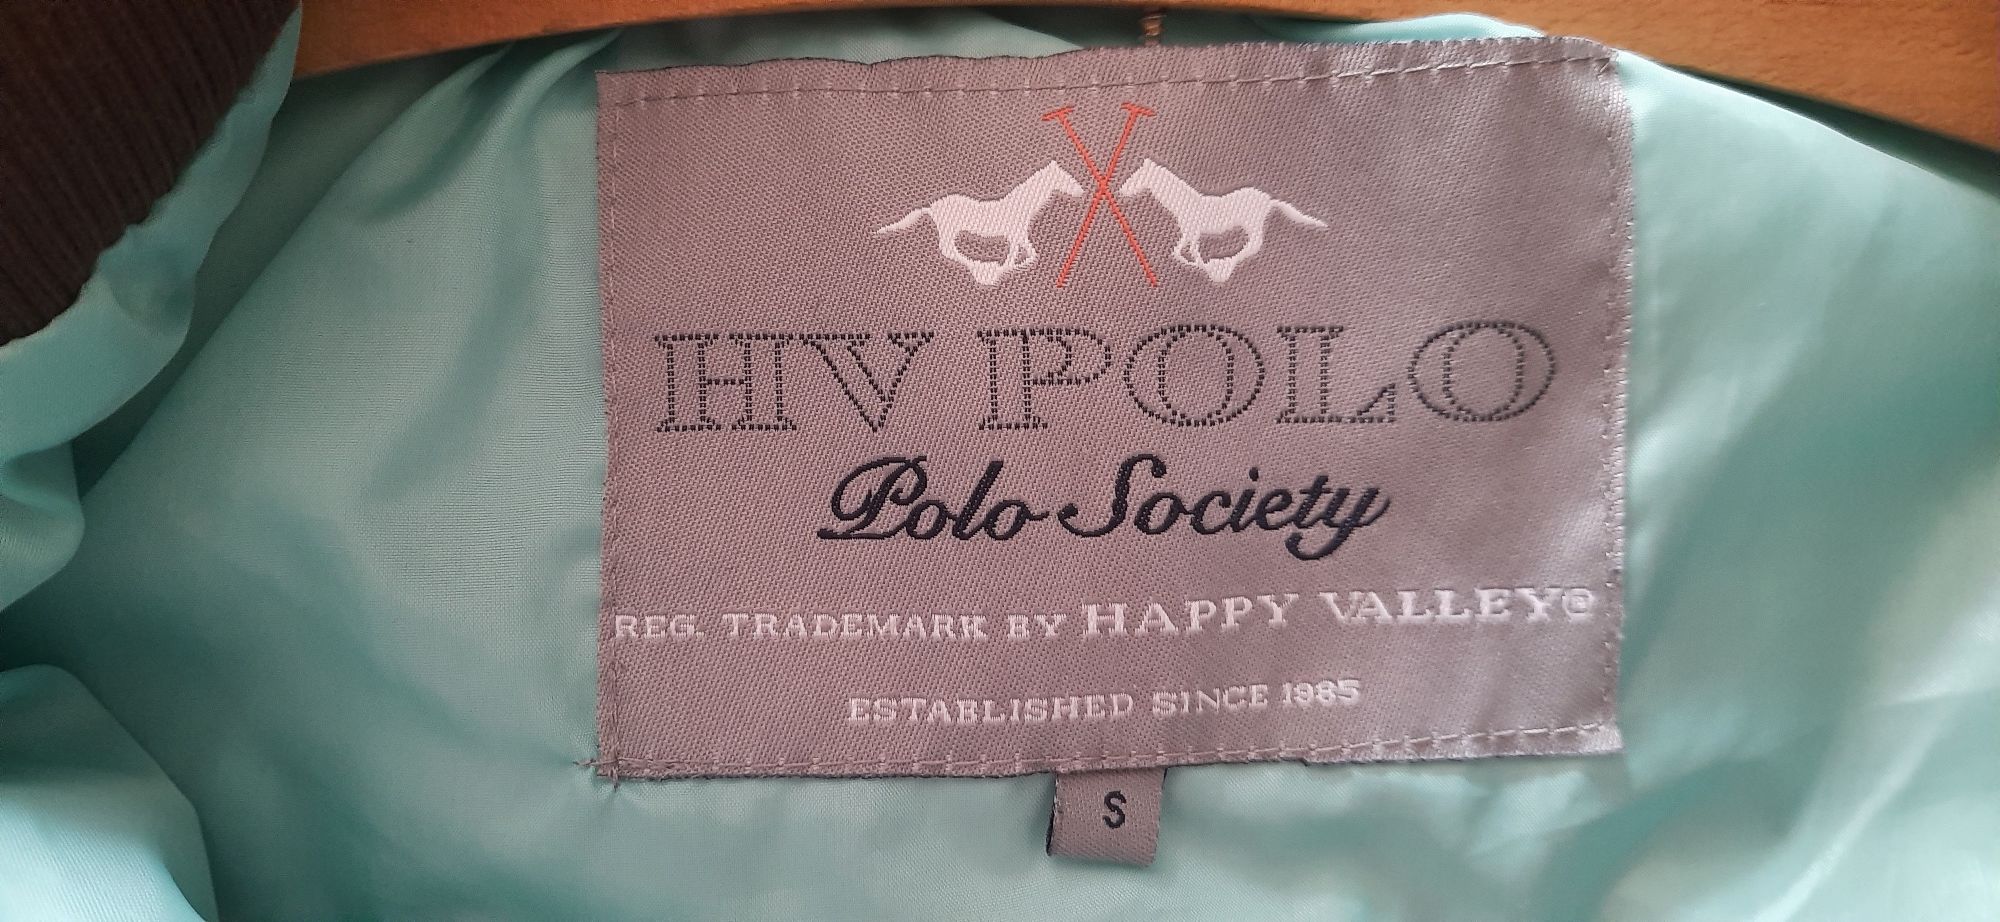 HV POLO
Polo Society
REG. TRADEMARK BY HAPPY VALLEY®
ESTABLISHED SINCE 1985
S